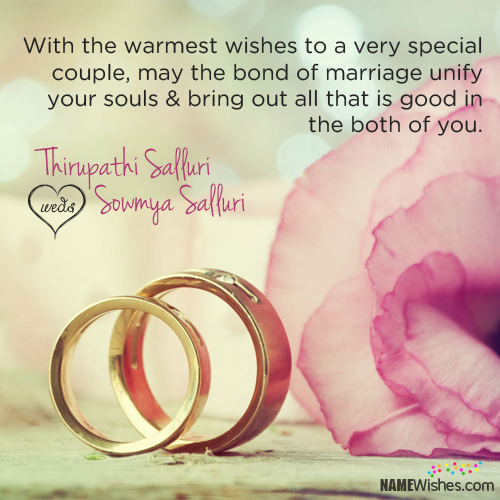 With the warmest wishes to a very special
couple, may the bond of marriage unify
your souls & bring out all that is good in
the both of you.
Thirupathi Salluri
weds Sowmya Salluri
NAMEWishes.com